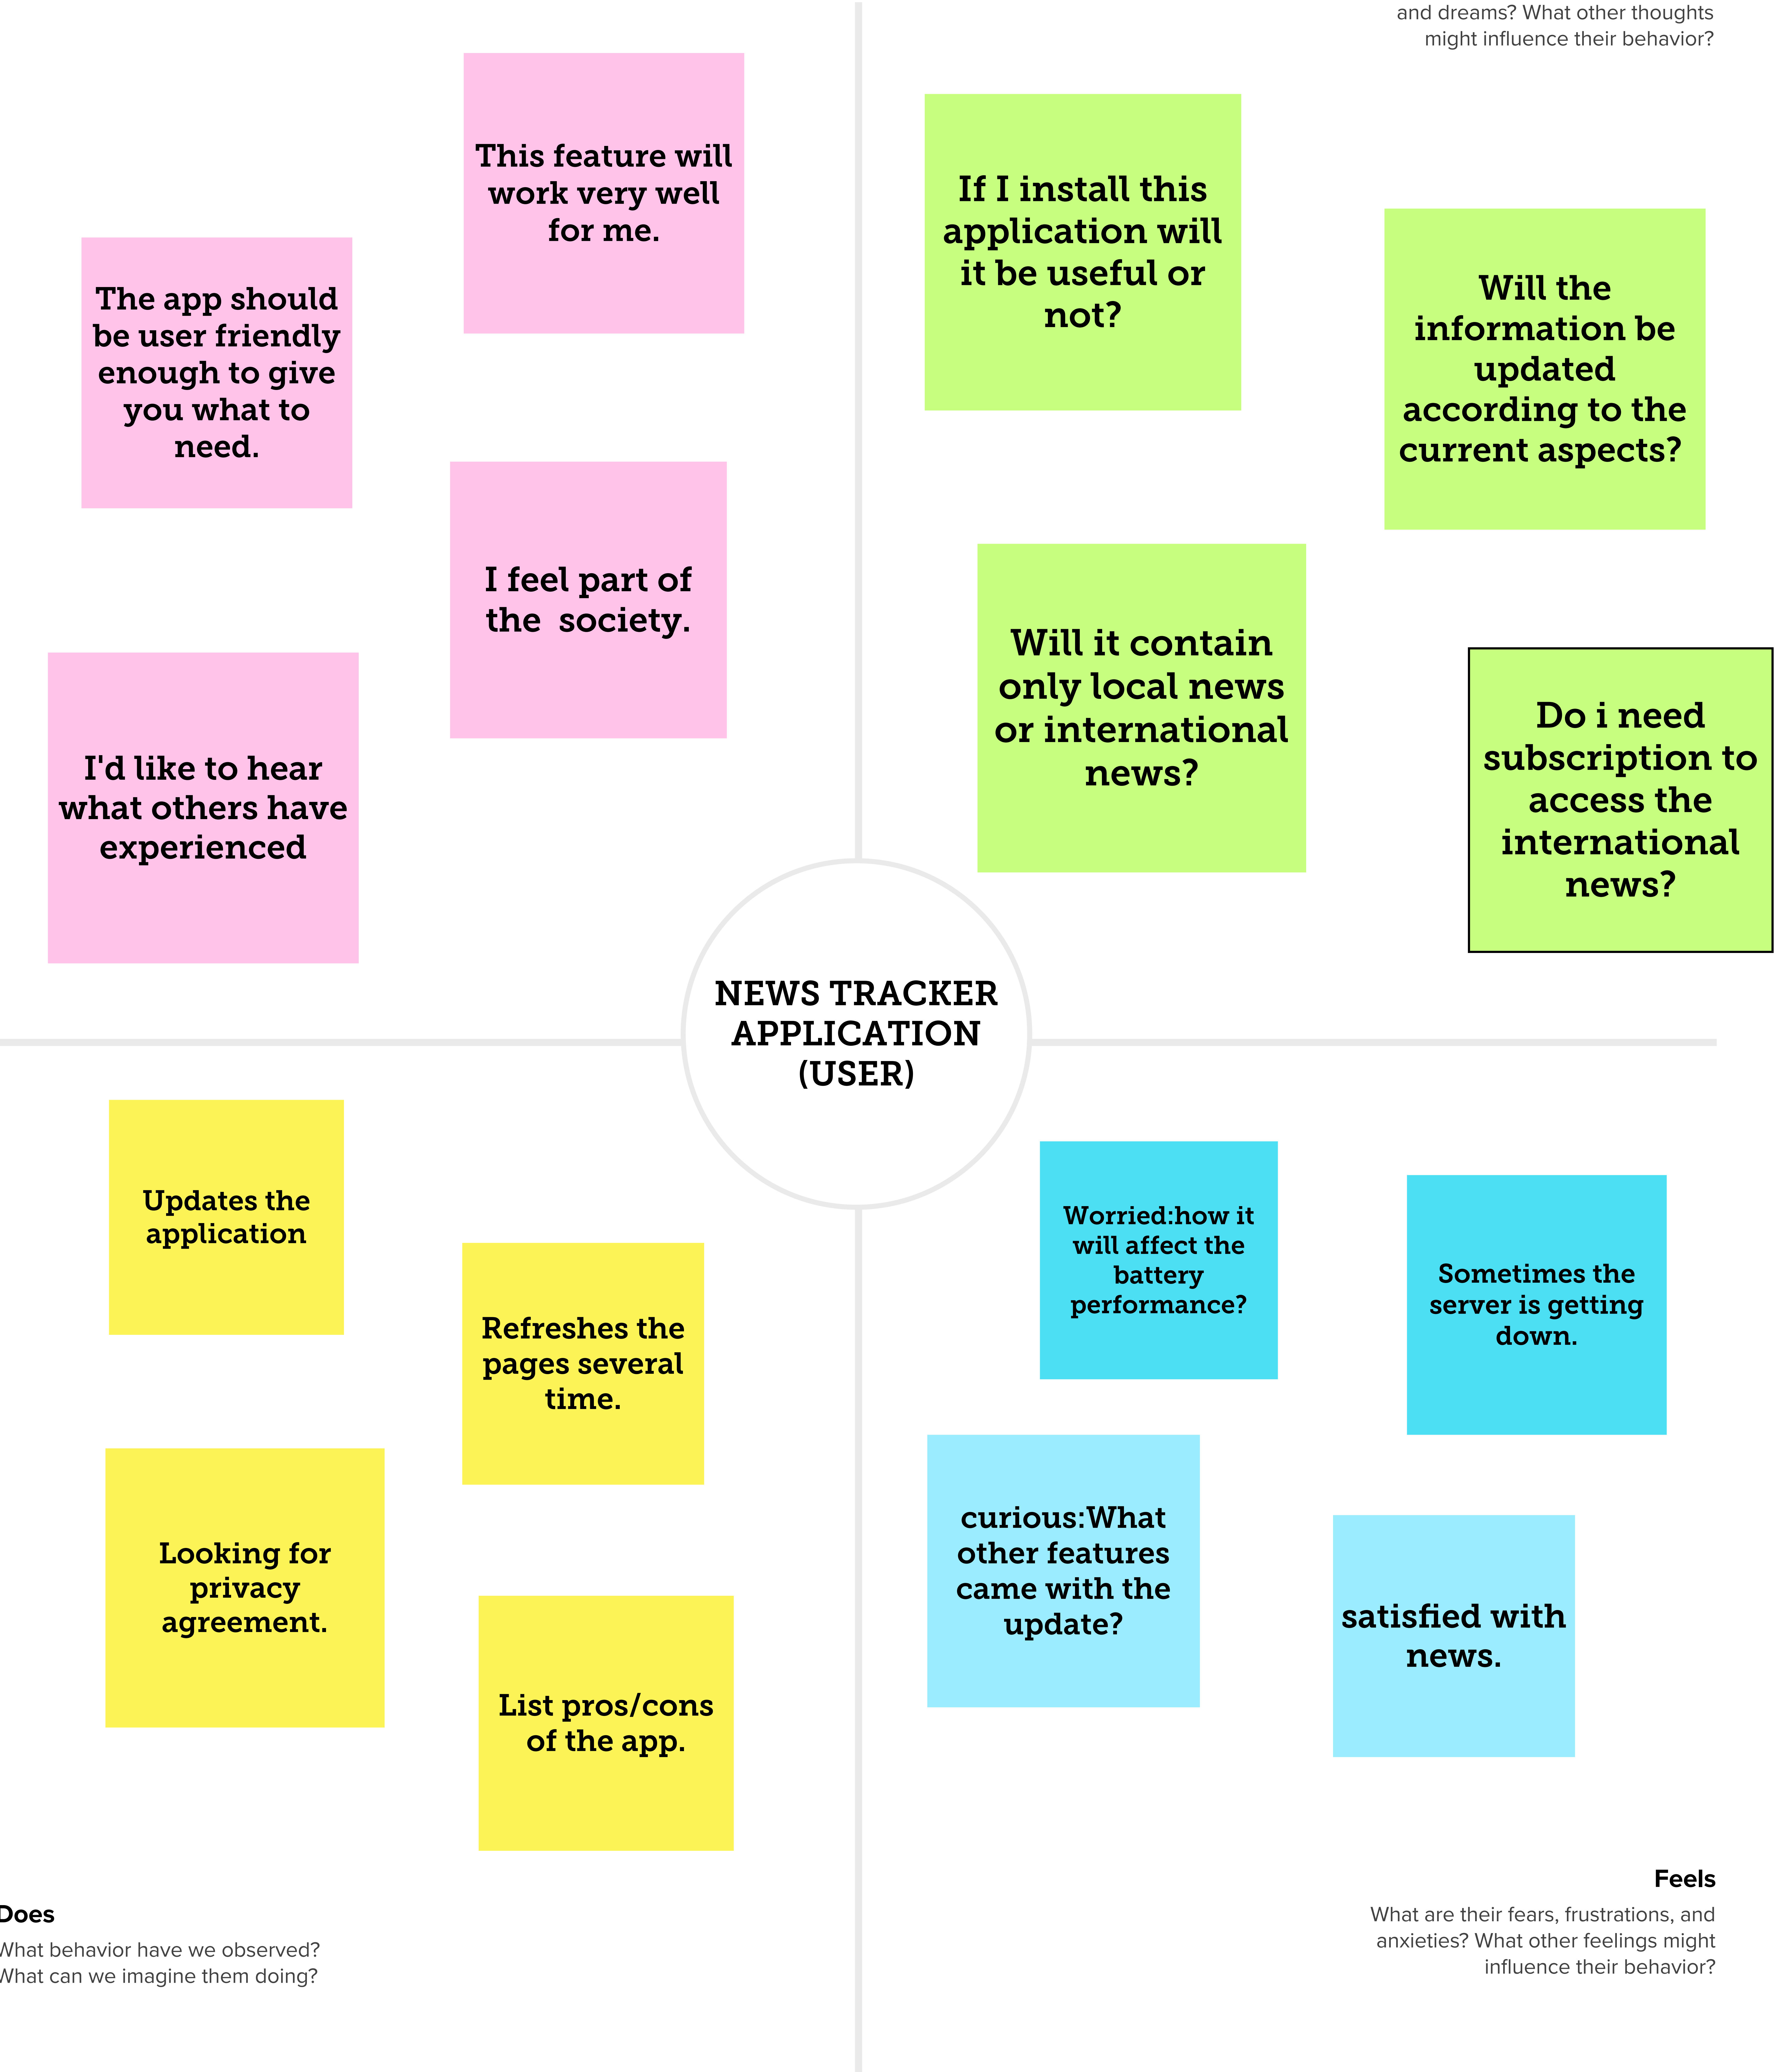 and dreams? What other thoughts
might influence their behavior?
This feature will
work very well
for me.
The app should
be user friendly
enough to give
you what to
need.
I feel part of
the  society.
I'd like to hear
what others have
experienced
If I install this
application will
it be useful or
not?
Will the
information be
updated
according to the
current aspects?
Will it contain
only local news
or international
news?
Do i need
subscription to
access the
international
news?
NEWS TRACKER
APPLICATION
(USER)
Updates the
application
Refreshes the
pages several
time.
Looking for
privacy
agreement.
List pros/cons
of the app.
Does
What behavior have we observed?
What can we imagine them doing?
Worried:how it
will affect the
battery
performance?
Sometimes the
server is getting
down.
curious:What
other features
came with the
update?
satisfied with
news.
Feels
What are their fears, frustrations, and
anxieties? What other feelings might
influence their behavior?